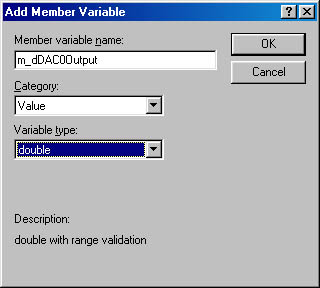 Add Member Variable
Member variable name:
OK
m_dDAC0Output
Cancel
Category:
Value
Variable type:
double
Description:
double with range validation